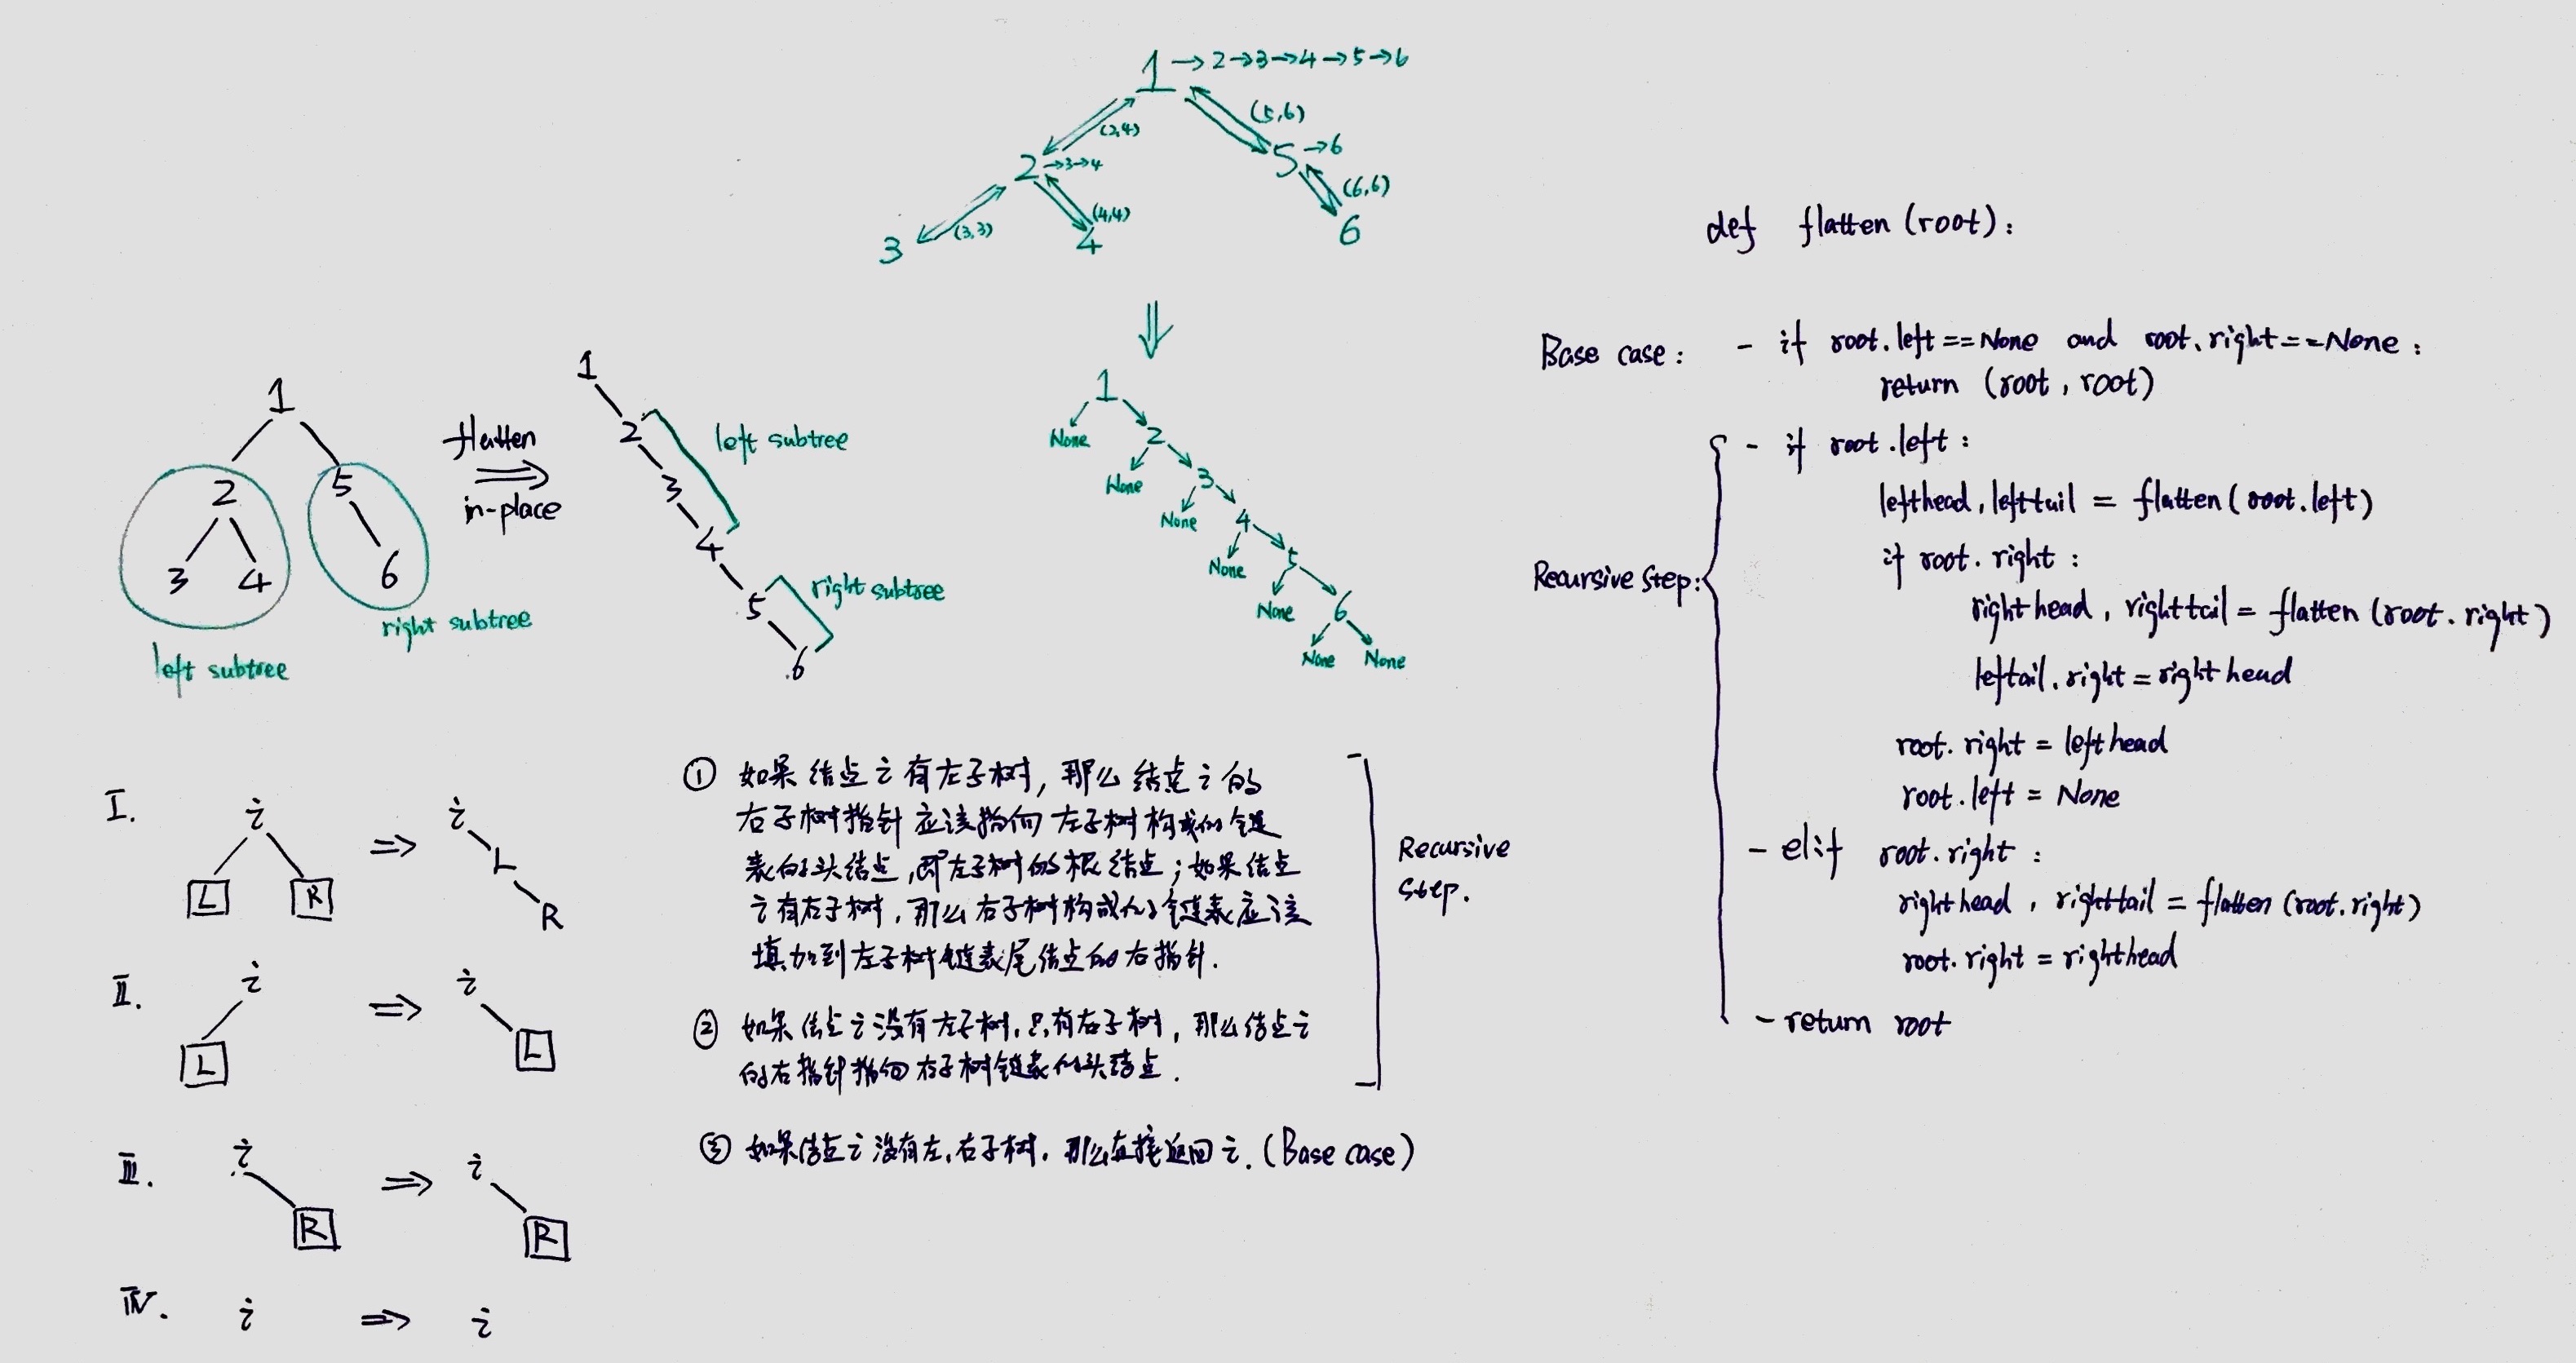 1 → 2 → 3 → 4 → 5 → 6
(2,4)
(5,6)
2 → 3 → 4
5 → 6
(3,3)
(4,4)
(6,6)
3
4
6
1
2
5
3
4
6
left subtree
right subtree
flatten
in-place
1
2
3
4
5
6
left subtree
right subtree
1
None
2
None
3
None
4
None
5
None
6
None
None
I.
i
L
R
⇒
i
L
R
II.
i
L
⇒
i
L
III.
i
R
⇒
i
R
IV.
i
⇒
i
① 如果结点i有左子树,那么结点i的
右子树指针应该指向左子树构成的链
表的头结点,即左子树的根结点;如果结点
i有右子树,那么右子树构成的链表应该
填加到左子树链表尾结点的右指针.
② 如果结点i没有左子树,只有右子树,那么结点i
的右指针指向右子树链表的头结点.
Recursive
Step.
③ 如果结点i没有左,右子树,那么直接返回i.(Base case)
def flatten (root):
Base case: - if root.left == None and root.right == None:
return (root, root)
Recursive Step:
- if root.left:
lefthead, lefttail = flatten(root.left)
if root.right:
righthead, righttail = flatten (root.right)
leftail.right = righthead
root.right = lefthead
root.left = None
- elif root.right:
righthead, righttail = flatten (root.right)
root.right = righthead
- return root